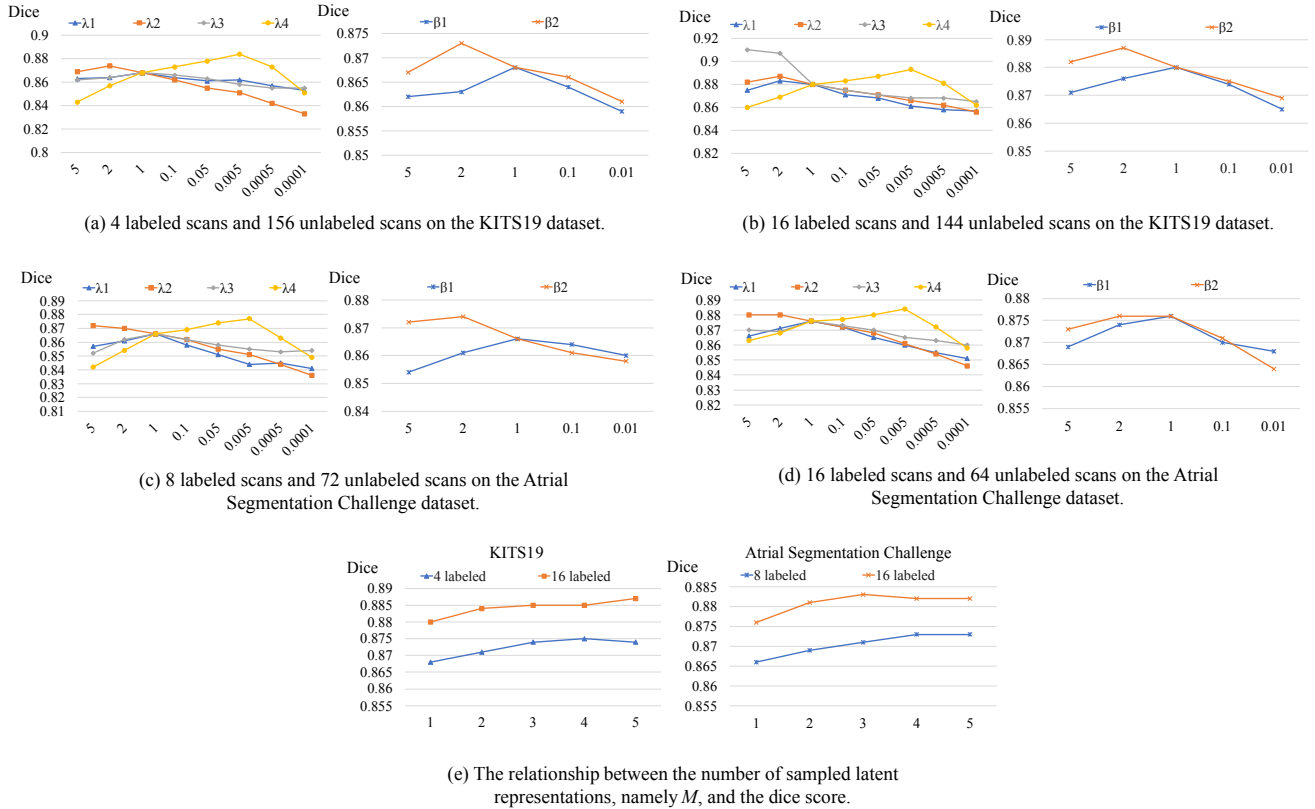 Dice
λ1 λ2 λ3 λ4
0.9
0.88
0.86
0.84
0.82
0.8
5 2 1 0.1 0.05 0.005 0.0005 0.0001
Dice
β1 β2
0.875
0.87
0.865
0.86
0.855
0.85
5 2 1 0.1 0.01
(a) 4 labeled scans and 156 unlabeled scans on the KITS19 dataset.
Dice
λ1 λ2 λ3 λ4
0.92
0.9
0.88
0.86
0.84
0.82
5 2 1 0.1 0.05 0.005 0.0005 0.0001
Dice
β1 β2
0.89
0.88
0.87
0.86
0.85
5 2 1 0.1 0.01
(b) 16 labeled scans and 144 unlabeled scans on the KITS19 dataset.
Dice
λ1 λ2 λ3 λ4
0.89
0.88
0.87
0.86
0.85
0.84
0.83
0.82
0.81
5 2 1 0.1 0.05 0.005 0.0005 0.0001
Dice
β1 β2
0.88
0.87
0.86
0.85
0.84
5 2 1 0.1 0.01
(c) 8 labeled scans and 72 unlabeled scans on the Atrial
Segmentation Challenge dataset.
Dice
λ1 λ2 λ3 λ4
0.89
0.88
0.87
0.86
0.85
0.84
0.83
0.82
5 2 1 0.1 0.05 0.005 0.0005 0.0001
Dice
β1 β2
0.88
0.875
0.87
0.865
0.86
0.855
5 2 1 0.1 0.01
(d) 16 labeled scans and 64 unlabeled scans on the Atrial
Segmentation Challenge dataset.
KITS19
Dice
4 labeled 16 labeled
0.89
0.885
0.88
0.875
0.87
0.865
0.86
0.855
1 2 3 4 5
Atrial Segmentation Challenge
Dice
8 labeled 16 labeled
0.885
0.88
0.875
0.87
0.865
0.86
0.855
1 2 3 4 5
(e) The relationship between the number of sampled latent
representations, namely M, and the dice score.